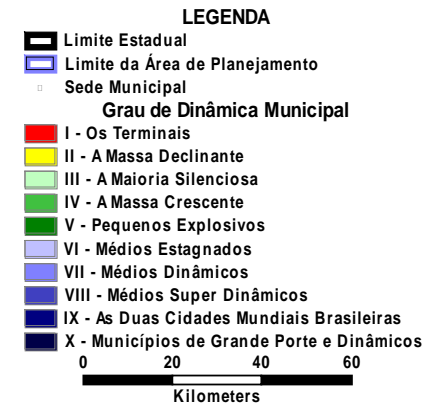 LEGENDA
Limite Estadual
Limite da Área de Planejamento
Sede Municipal
Grau de Dinâmica Municipal
I - Os Terminais
II - A Massa Declinante
III - A Maioria Silenciosa
IV - A Massa Crescente
V - Pequenos Explosivos
VI - Médios Estagnados
VII - Médios Dinâmicos
VIII - Médios Super Dinâmicos
IX - As Duas Cidades Mundiais Brasileiras
X - Municípios de Grande Porte e Dinâmicos
0 20 40 60
Kilometers